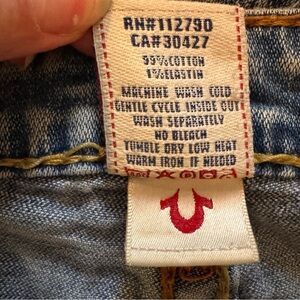 RN#112790
CA#30427
99% COTTON
1% ELASTIN
MACHINE WASH COLD
GENTLE CYCLE INSIDE OUT
WASH SEPARATELY
NO BLEACH
TUMBLE DRY LOW HEAT
WARM IRON IF NEEDED